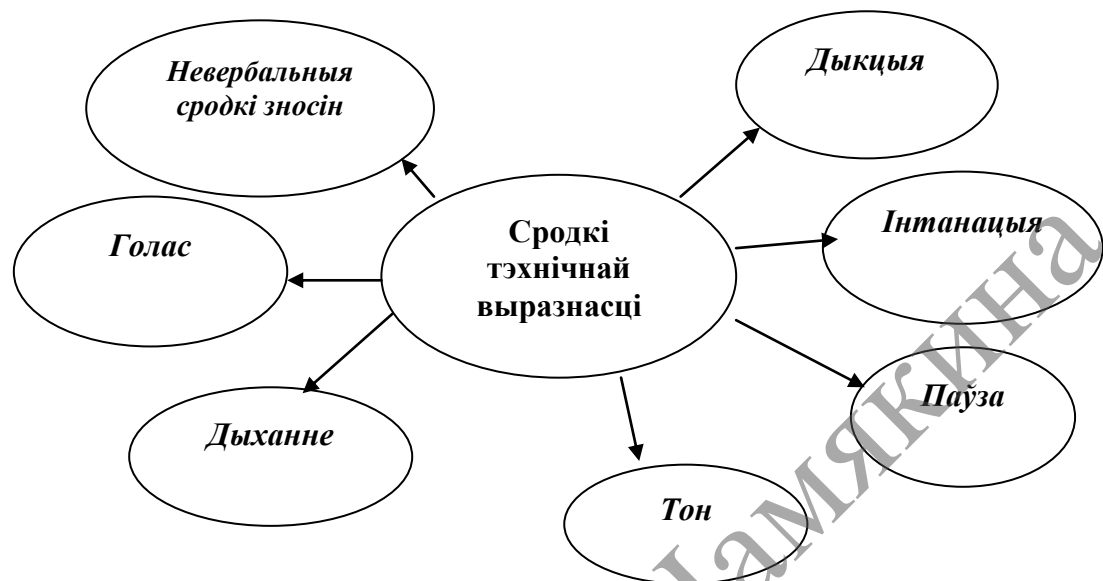 Невербальныя
сродкі зносін
Дыкцыя
Голас
Сродкі
тэхнічнай
выразнасці
Інтанацыя
Дыханне
Паўза
Тон